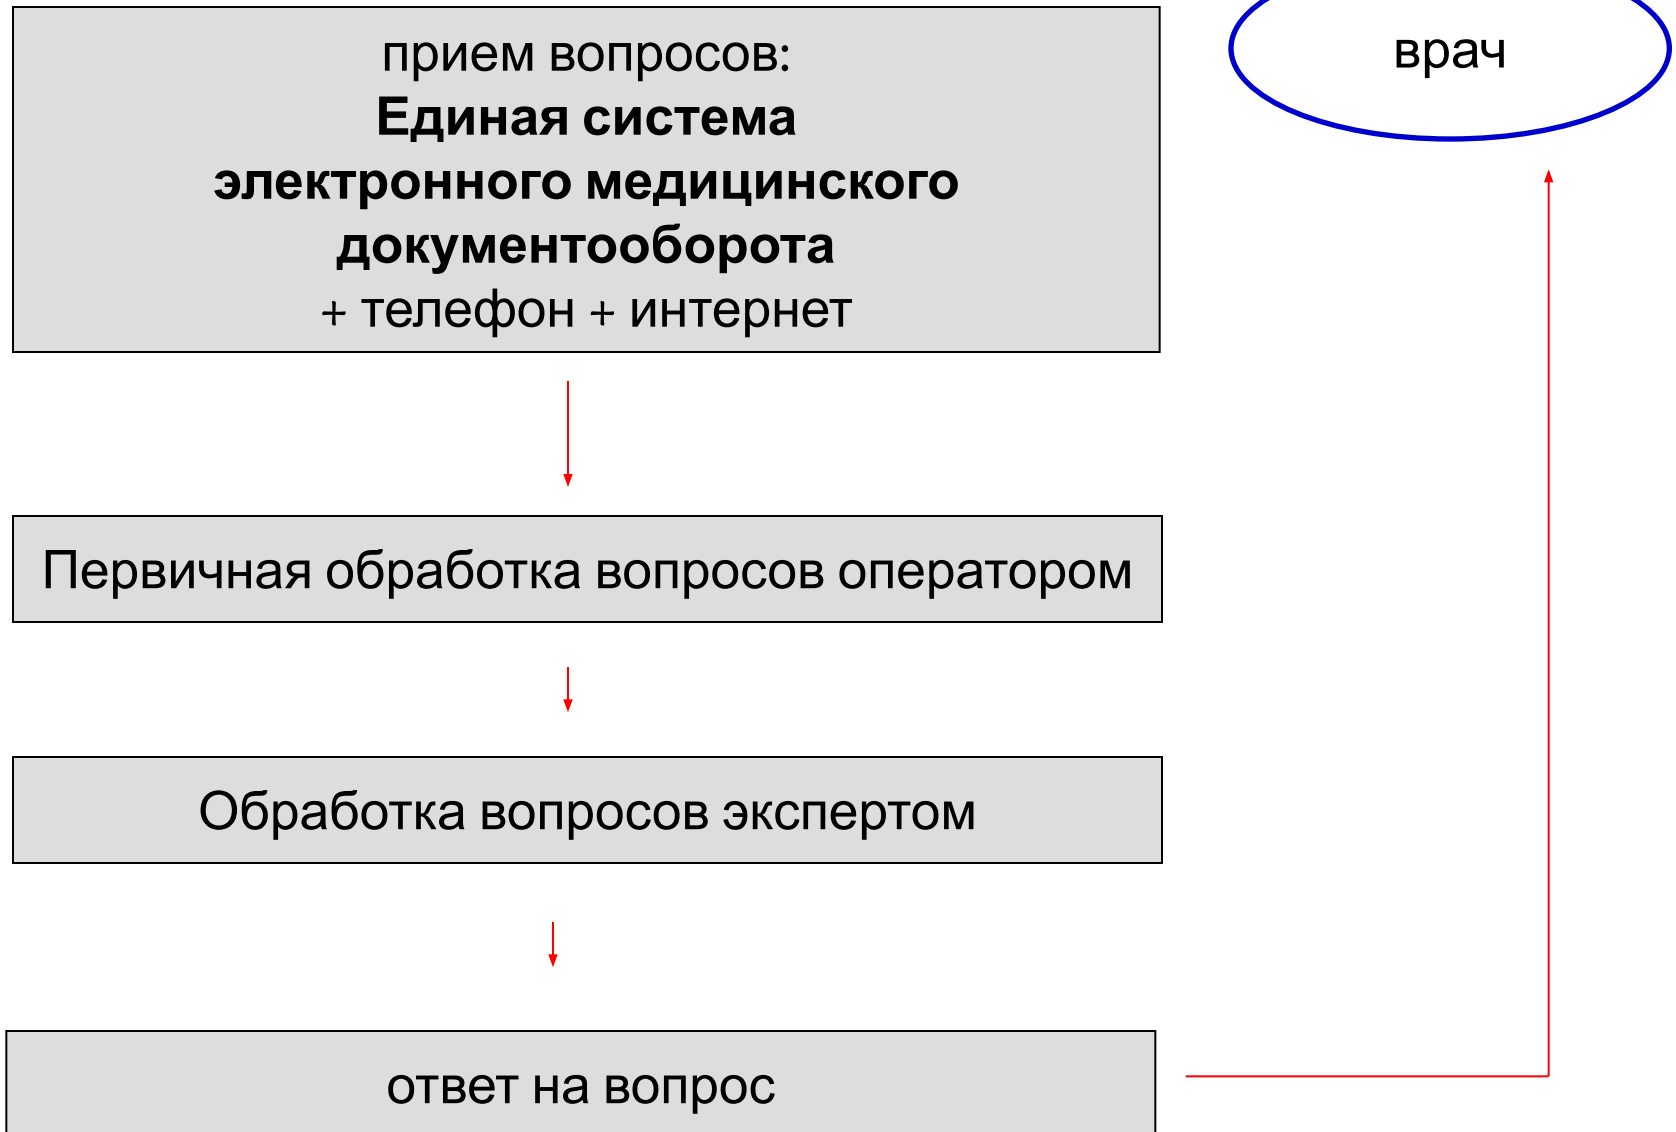 прием вопросов:
Единая система
электронного медицинского
документооборота
+ телефон + интернет
врач
Первичная обработка вопросов оператором
Обработка вопросов экспертом
ответ на вопрос